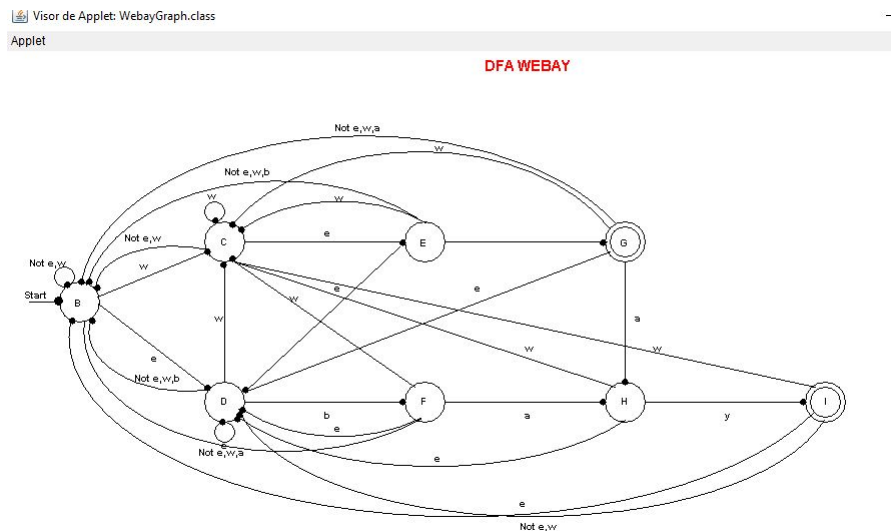 Visor de Applet: WebayGraph.class
Applet
DFA WEBAY
Not e,w,a
w
Not e,w,b
w
w
Not e,w
C
e
E
G
Not e,w
w
Start
B
e
e
w
w
a
e
w
w
Not e,w,b
D
b
F
a
H
y
I
e
e
Not e,w,a
e
e
Not e,w